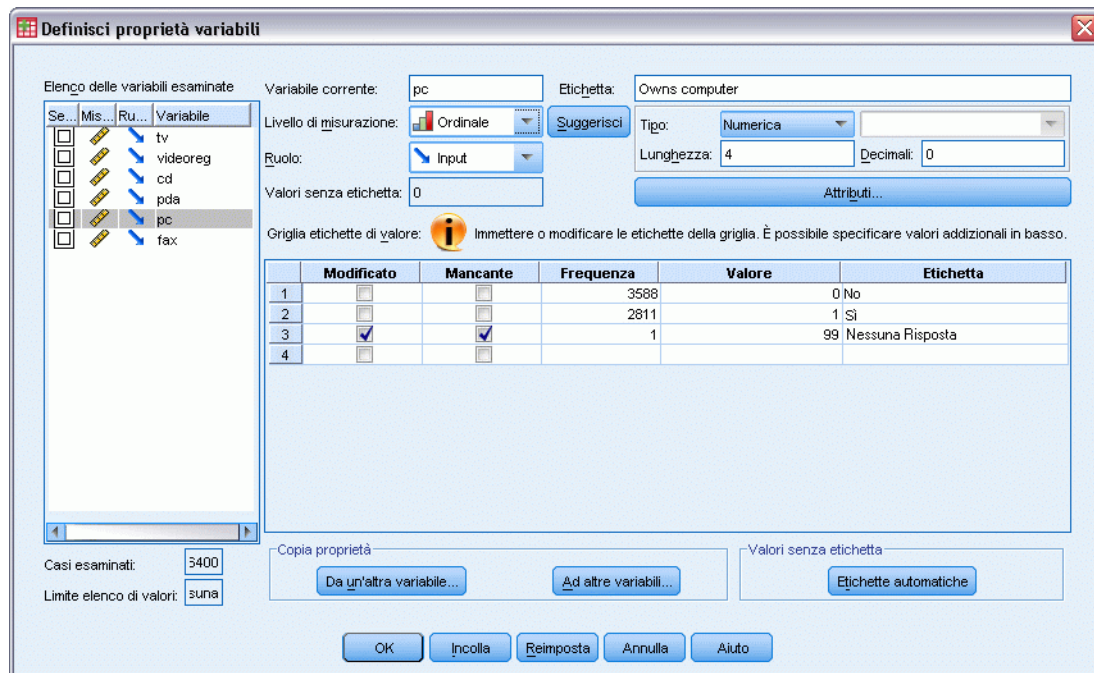 Definisci proprietà variabili
Elenco delle variabili esaminate
Se... Mis... Ru... Variabile
tv
videoreg
cd
pda
pc
fax
Variabile corrente: pc
Etichetta: Owns computer
Livello di misurazione: Ordinale Suggerisci
Tipo: Numerica
Ruolo: Input
Lunghezza: 4 Decimali: 0
Valori senza etichetta: 0
Attributi...
Griglia etichette di valore: Immettere o modificare le etichette della griglia. È possibile specificare valori addizionali in basso.
Modificato Mancante Frequenza Valore Etichetta
1 3588 0 No
2 2811 1 Sì
3 1 99 Nessuna Risposta
4
Casi esaminati: 6400
Limite elenco di valori: suna
Copia proprietà
Da un'altra variabile... Ad altre variabili...
Valori senza etichetta
Etichette automatiche
OK Incolla Reimposta Annulla Aiuto